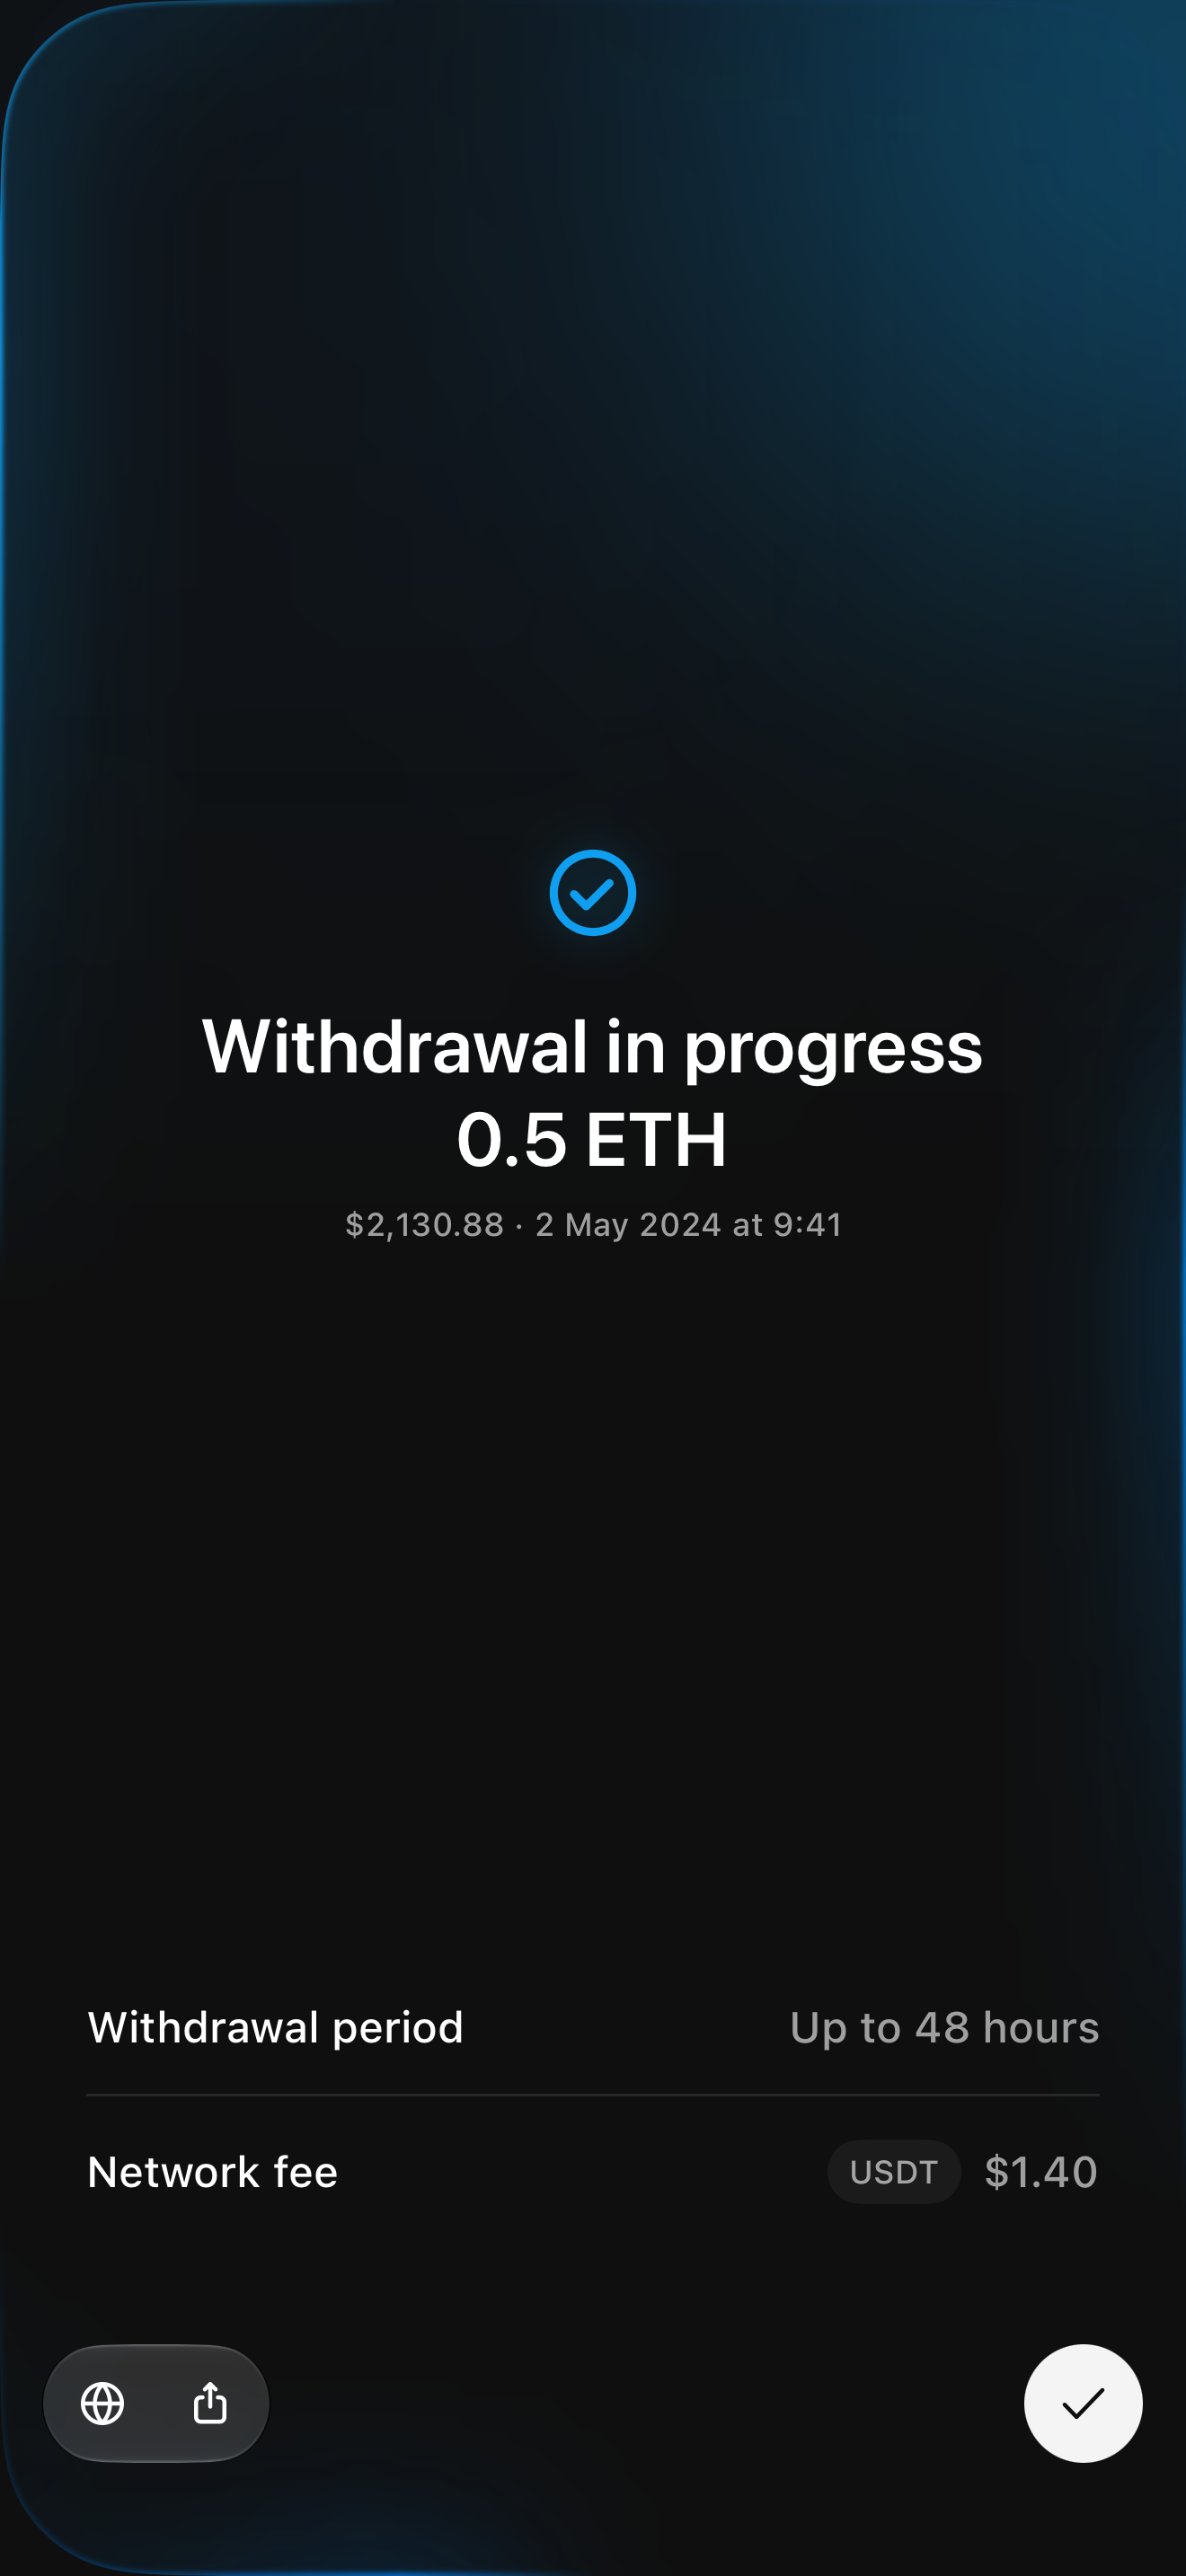 Withdrawal in progress
0.5 ETH
$2,130.88 · 2 May 2024 at 9:41
Withdrawal period Up to 48 hours
Network fee USDT $1.40